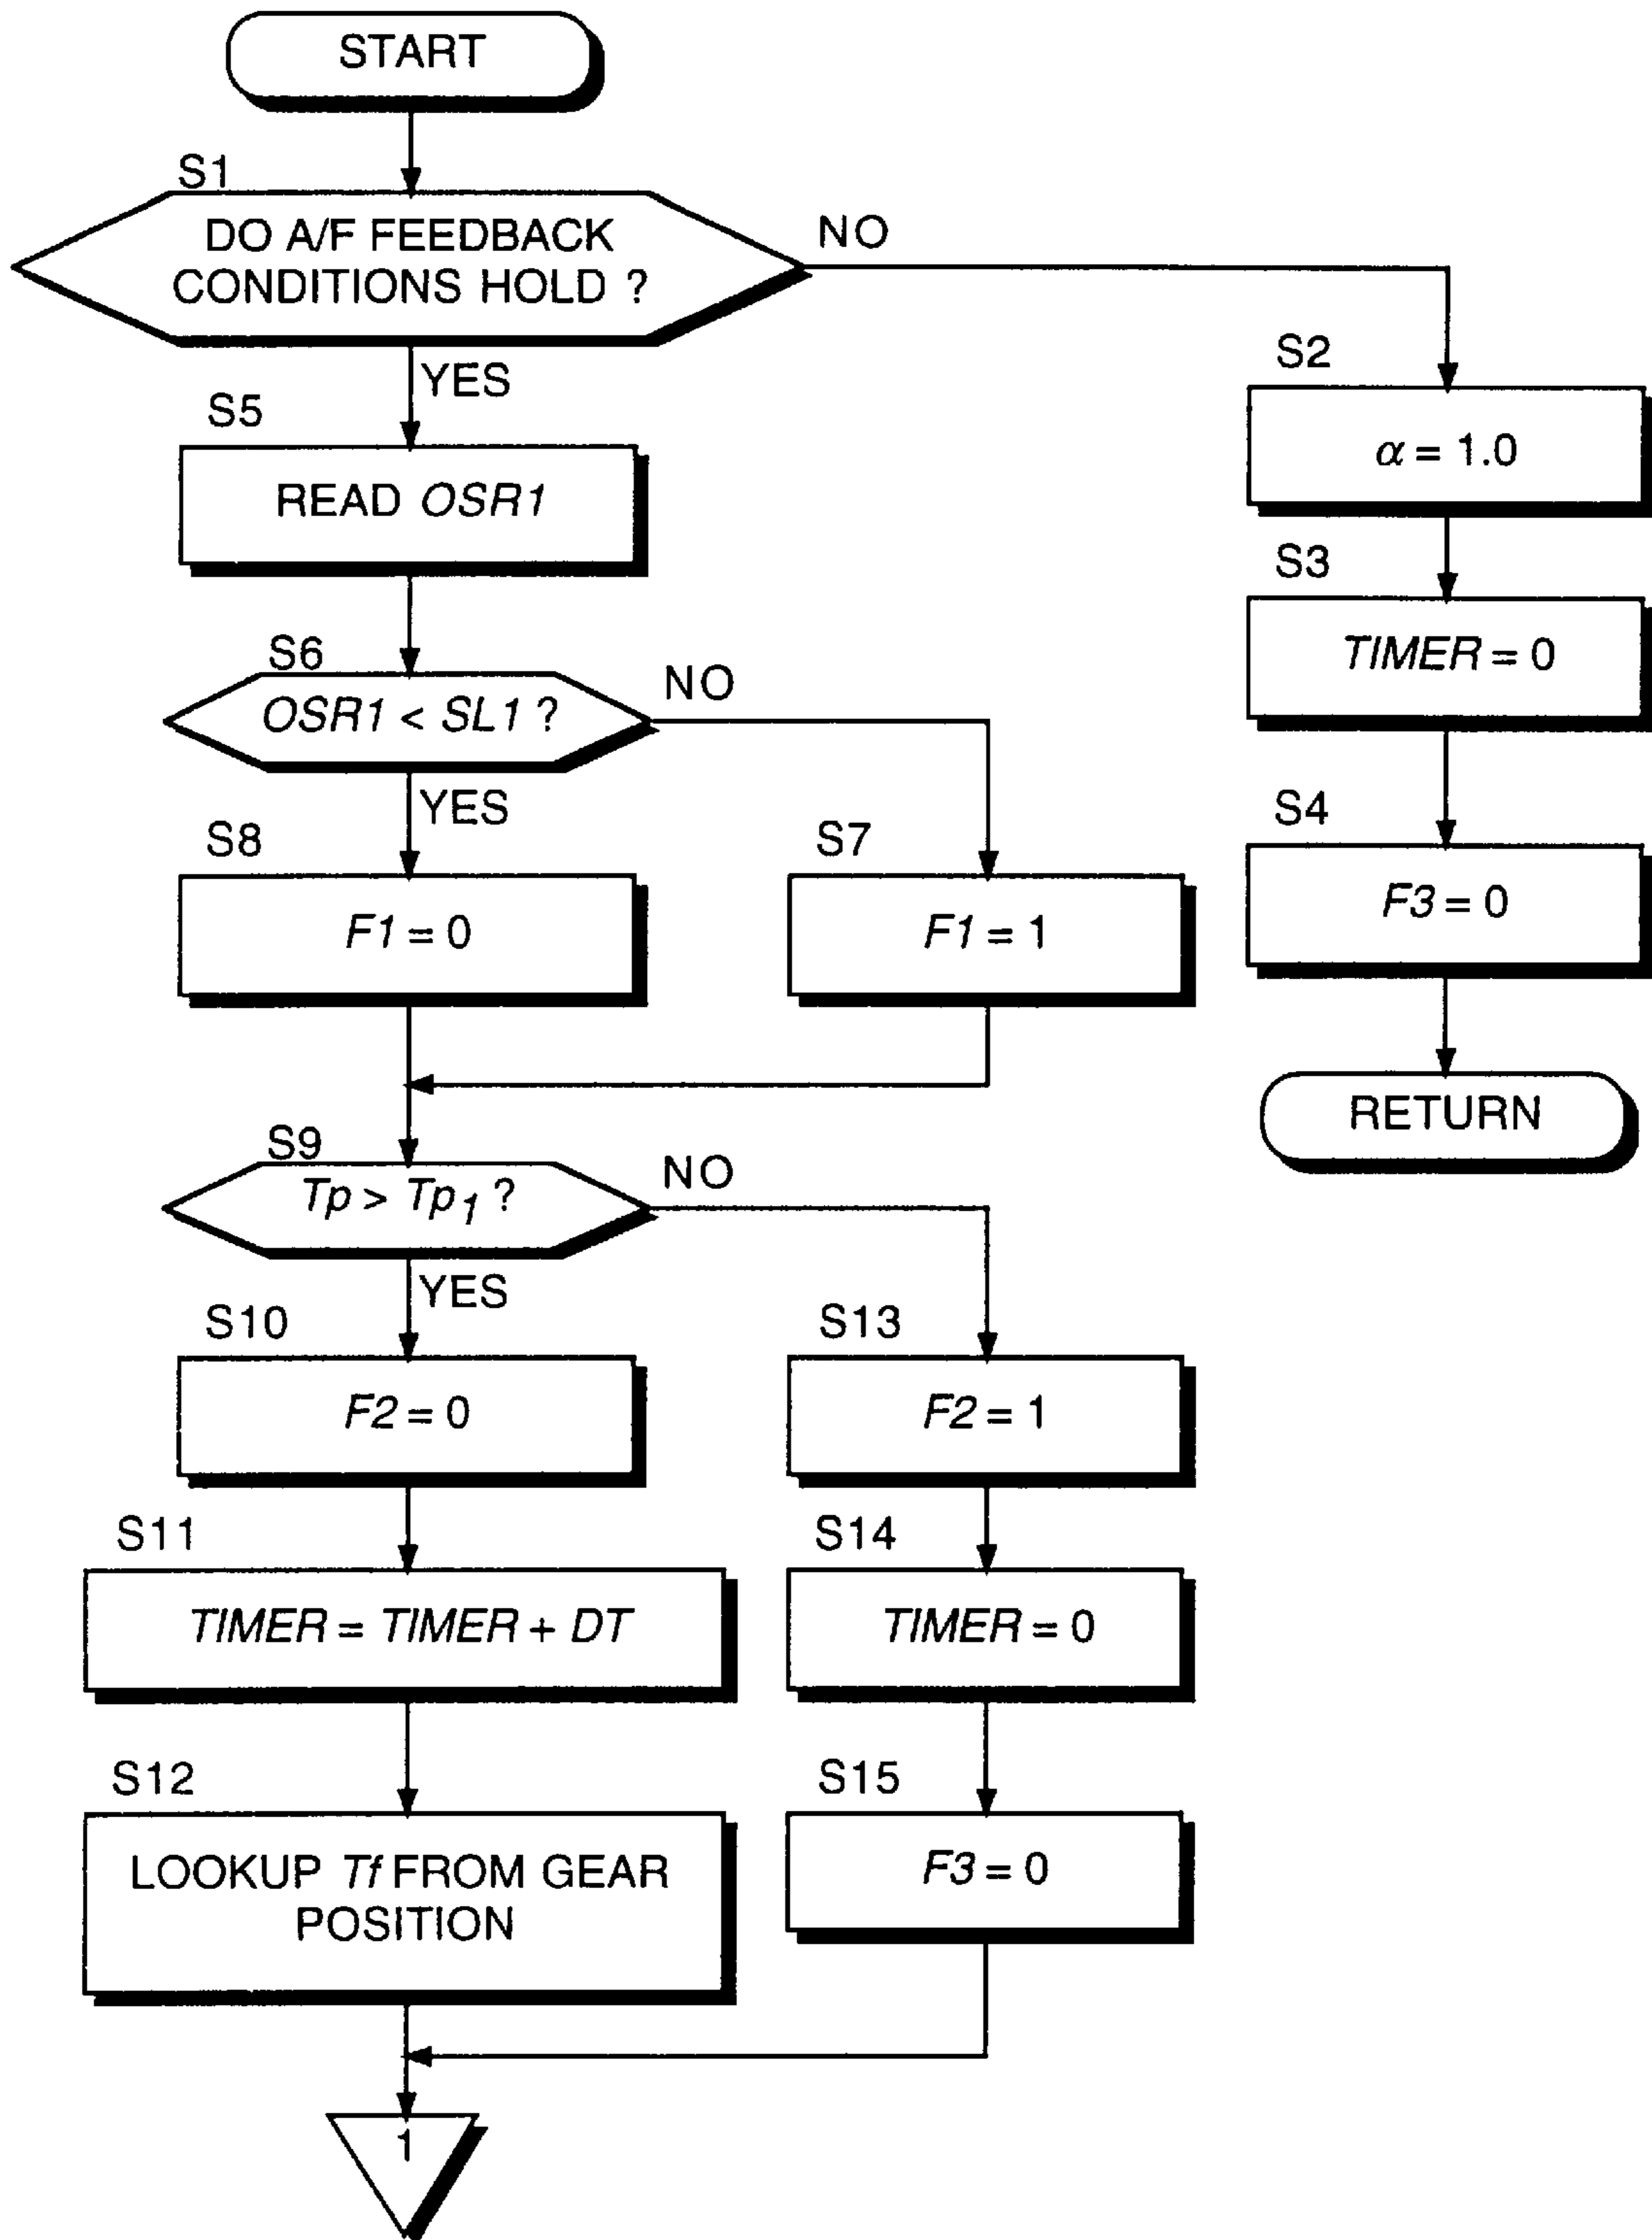 START
S1
DO A/F FEEDBACK
CONDITIONS HOLD ?
NO
YES
S2
α = 1.0
S3
TIMER = 0
S4
F3 = 0
RETURN
S5
READ OSR1
S6
OSR1 < SL1 ?
NO
YES
S8
F1 = 0
S7
F1 = 1
S9
Tp > Tp1 ?
NO
YES
S10
F2 = 0
S11
TIMER = TIMER + DT
S12
LOOKUP Tf FROM GEAR
POSITION
S13
F2 = 1
S14
TIMER = 0
S15
F3 = 0
1